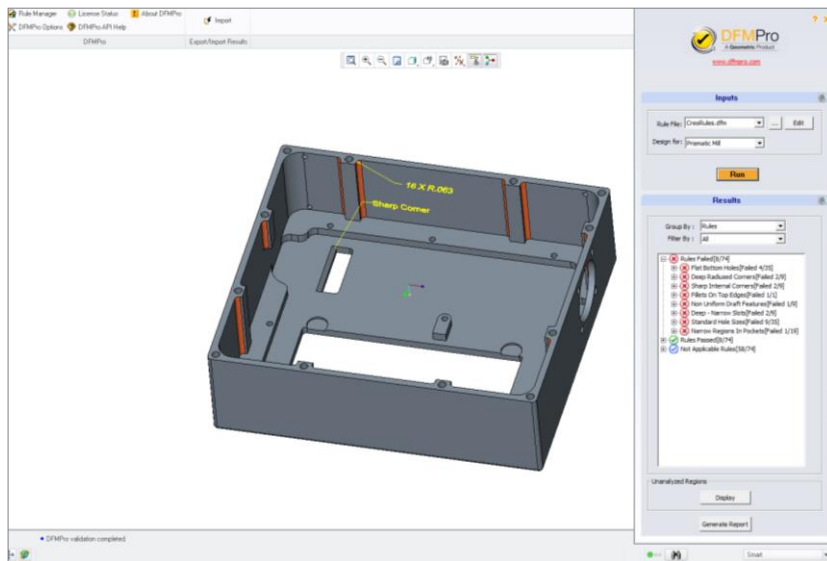 Rule Manager License Status About DFMPro
DFMPro Options DFMPro API Help Import
DFMPro Export/Import Results
16 X R.063
Sharp Corner
DFMPro validation completed.
DFMPro
A Geometric Product
www.dfmpro.com
Inputs
Rule File: CreoRules.dfm ... Edit
Design for: Prismatic Mill
Run
Results
Group By : Rules
Filter By : All
Rules Failed[8/74]
Flat Bottom Holes[Failed 4/35]
Deep Radiused Corners[Failed 2/9]
Sharp Internal Corners[Failed 2/9]
Fillets On Top Edges[Failed 1/1]
Non Uniform Draft Features[Failed 1/9]
Deep - Narrow Slots[Failed 2/9]
Standard Hole Sizes[Failed 9/35]
Narrow Regions In Pockets[Failed 1/19]
Rules Passed[8/74]
Not Applicable Rules[58/74]
Unanalyzed Regions
Display
Generate Report
Smart